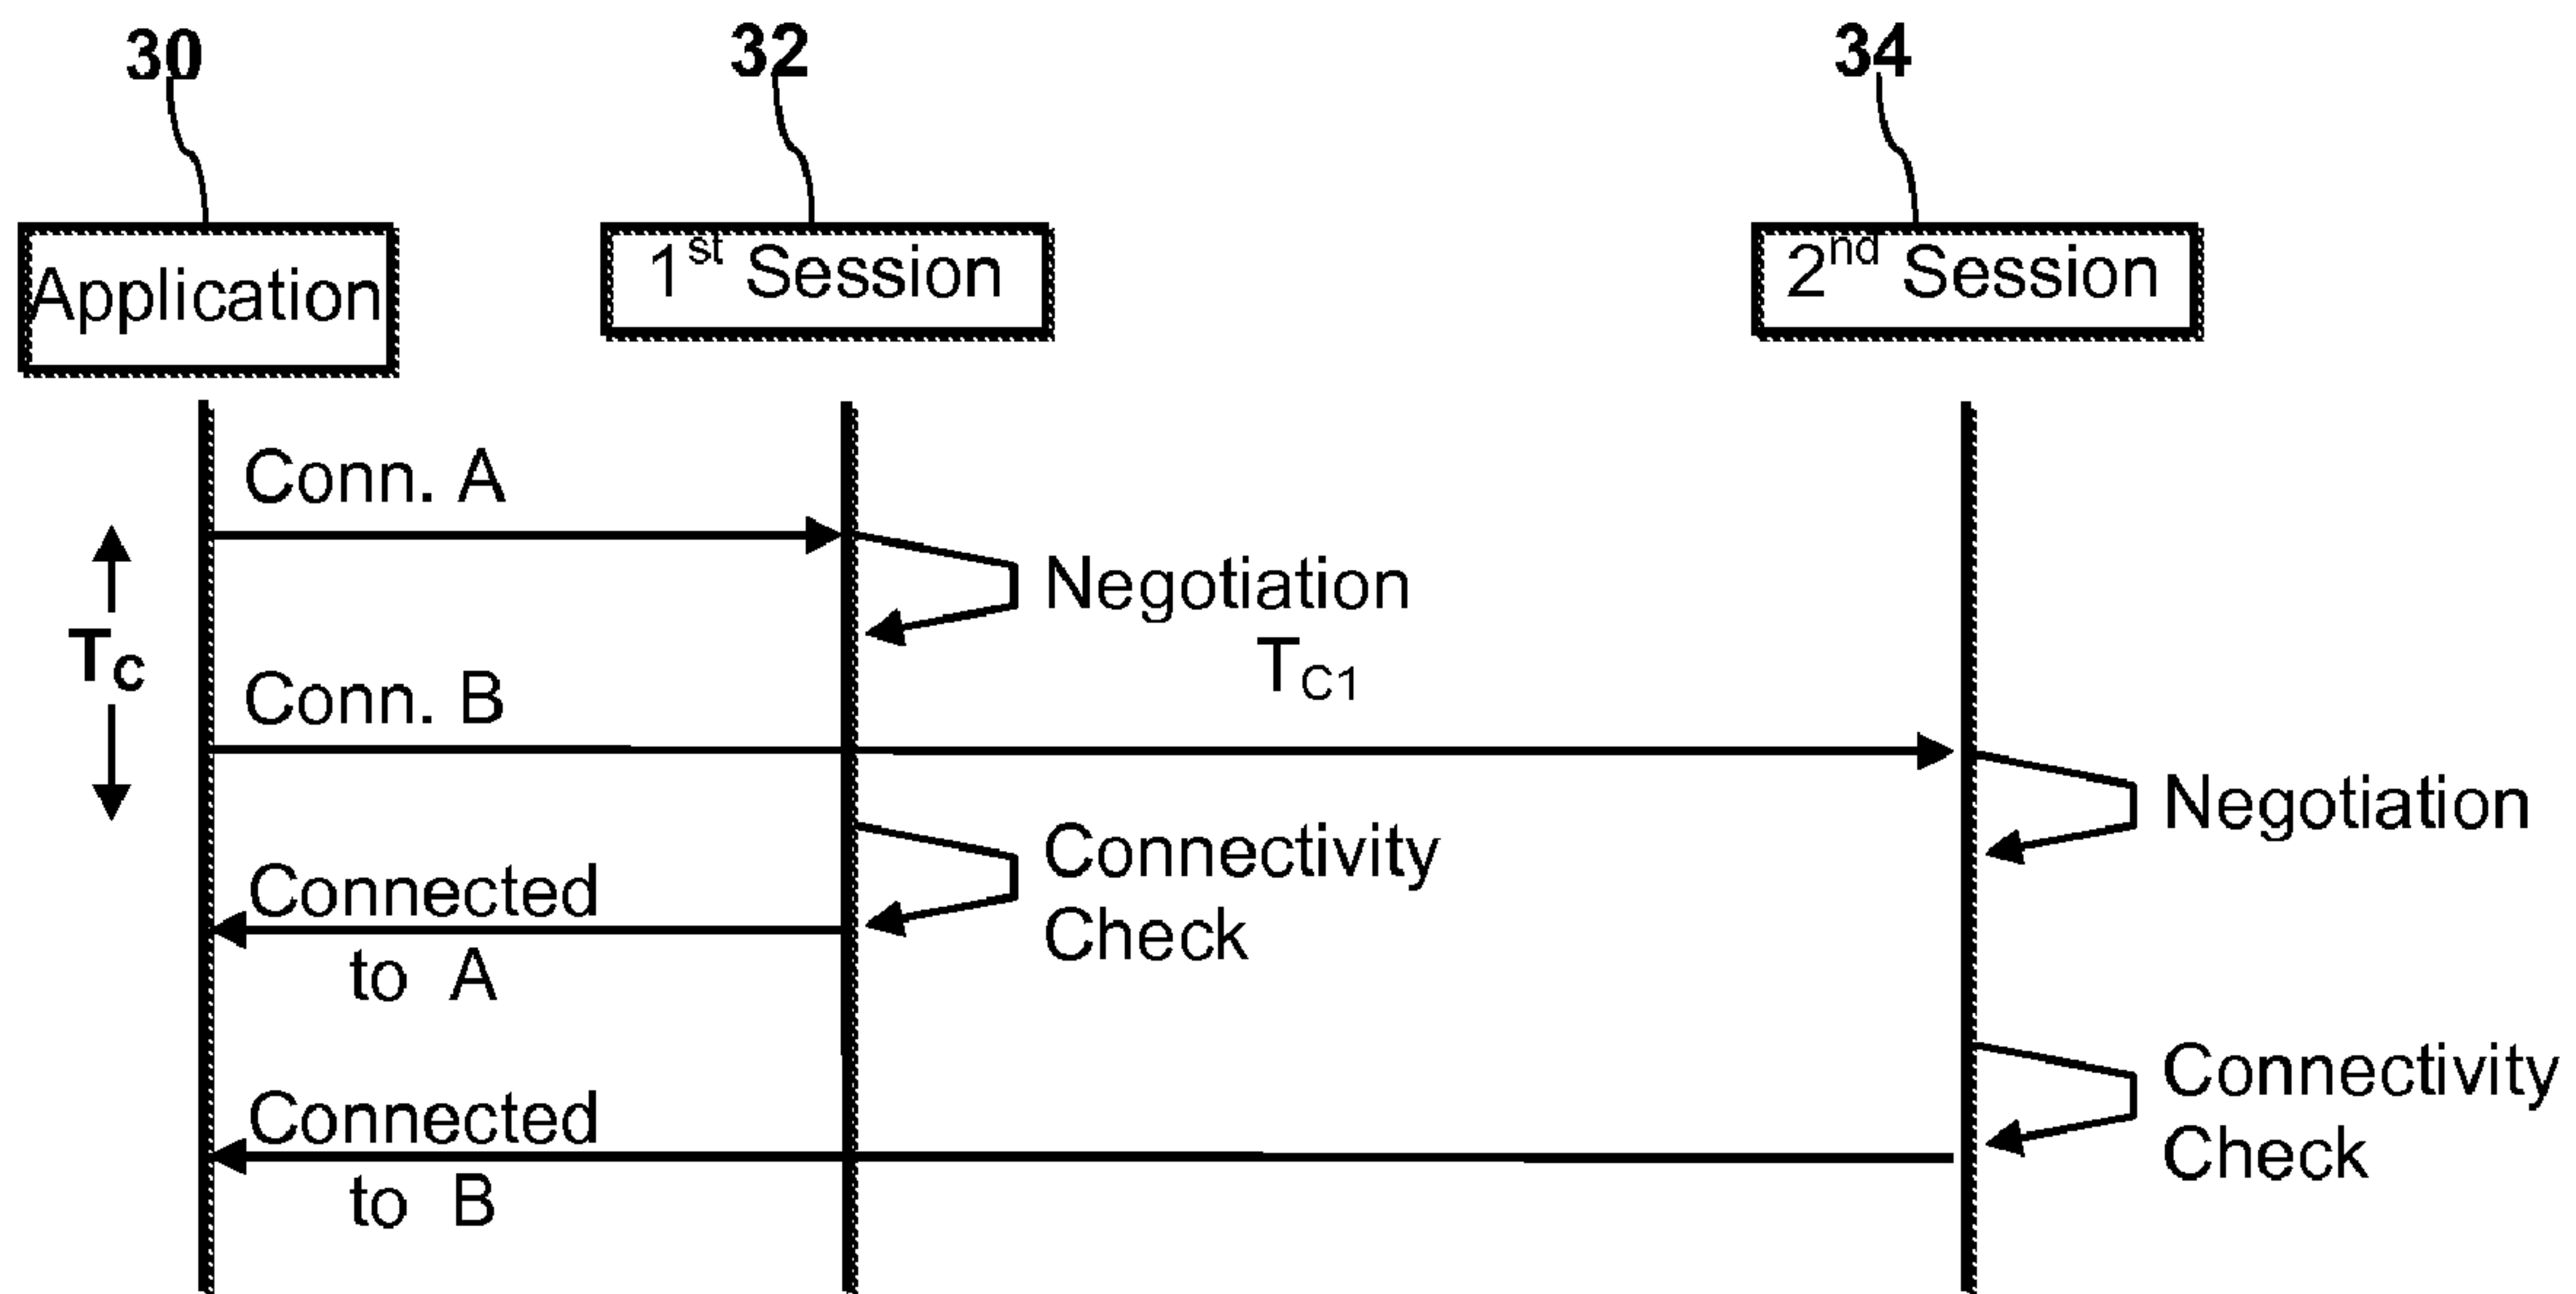 30
32
34
Application
1st Session
2nd Session
Conn. A
Negotiation
TC1
TC
Conn. B
Negotiation
Connectivity
Check
Connected
to A
Connectivity
Check
Connected
to B